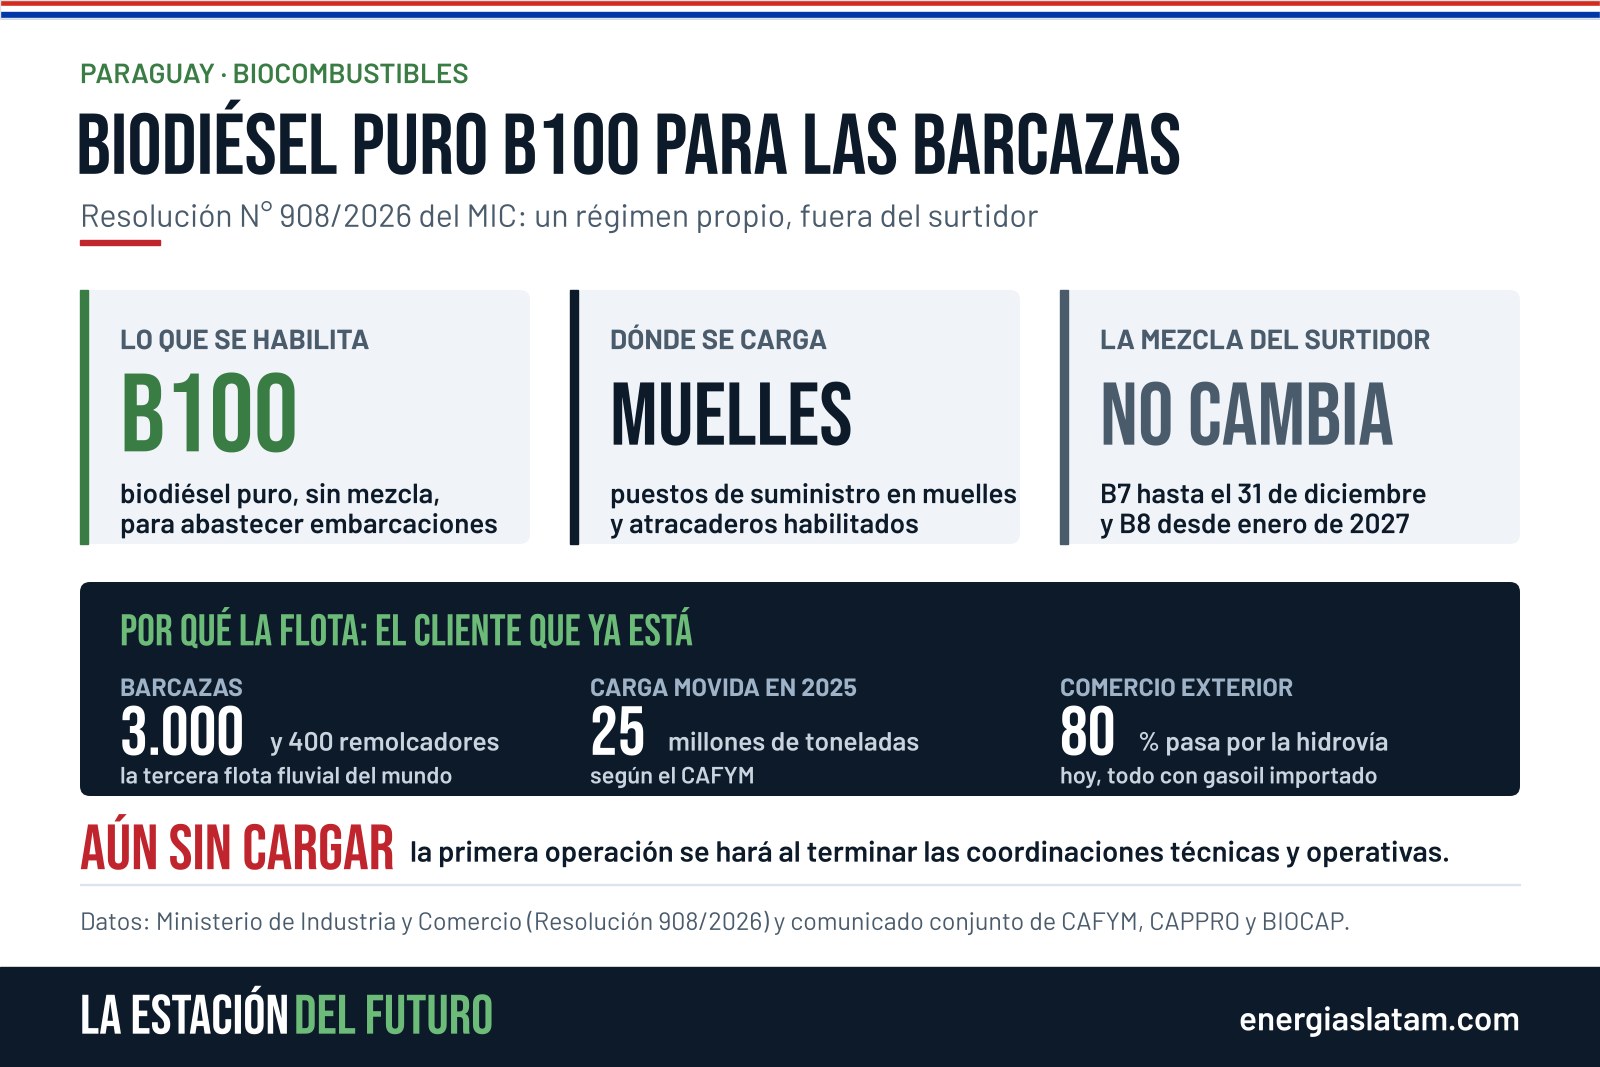 PARAGUAY · BIOCOMBUSTIBLES
BIODIÉSEL PURO B100 PARA LAS BARCAZAS
Resolución N° 908/2026 del MIC: un régimen propio, fuera del surtidor
LO QUE SE HABILITA
B100
biodiésel puro, sin mezcla,
para abastecer embarcaciones
DÓNDE SE CARGA
MUELLES
puestos de suministro en muelles
y atracaderos habilitados
LA MEZCLA DEL SURTIDOR
NO CAMBIA
B7 hasta el 31 de diciembre
y B8 desde enero de 2027
POR QUÉ LA FLOTA: EL CLIENTE QUE YA ESTÁ
BARCAZAS
3.000 y 400 remolcadores
la tercera flota fluvial del mundo
CARGA MOVIDA EN 2025
25 millones de toneladas
según el CAFYM
COMERCIO EXTERIOR
80 % pasa por la hidrovía
hoy, todo con gasoil importado
AÚN SIN CARGAR la primera operación se hará al terminar las coordinaciones técnicas y operativas.
Datos: Ministerio de Industria y Comercio (Resolución 908/2026) y comunicado conjunto de CAFYM, CAPPRO y BIOCAP.
LA ESTACIÓN DEL FUTURO
energiaslatam.com